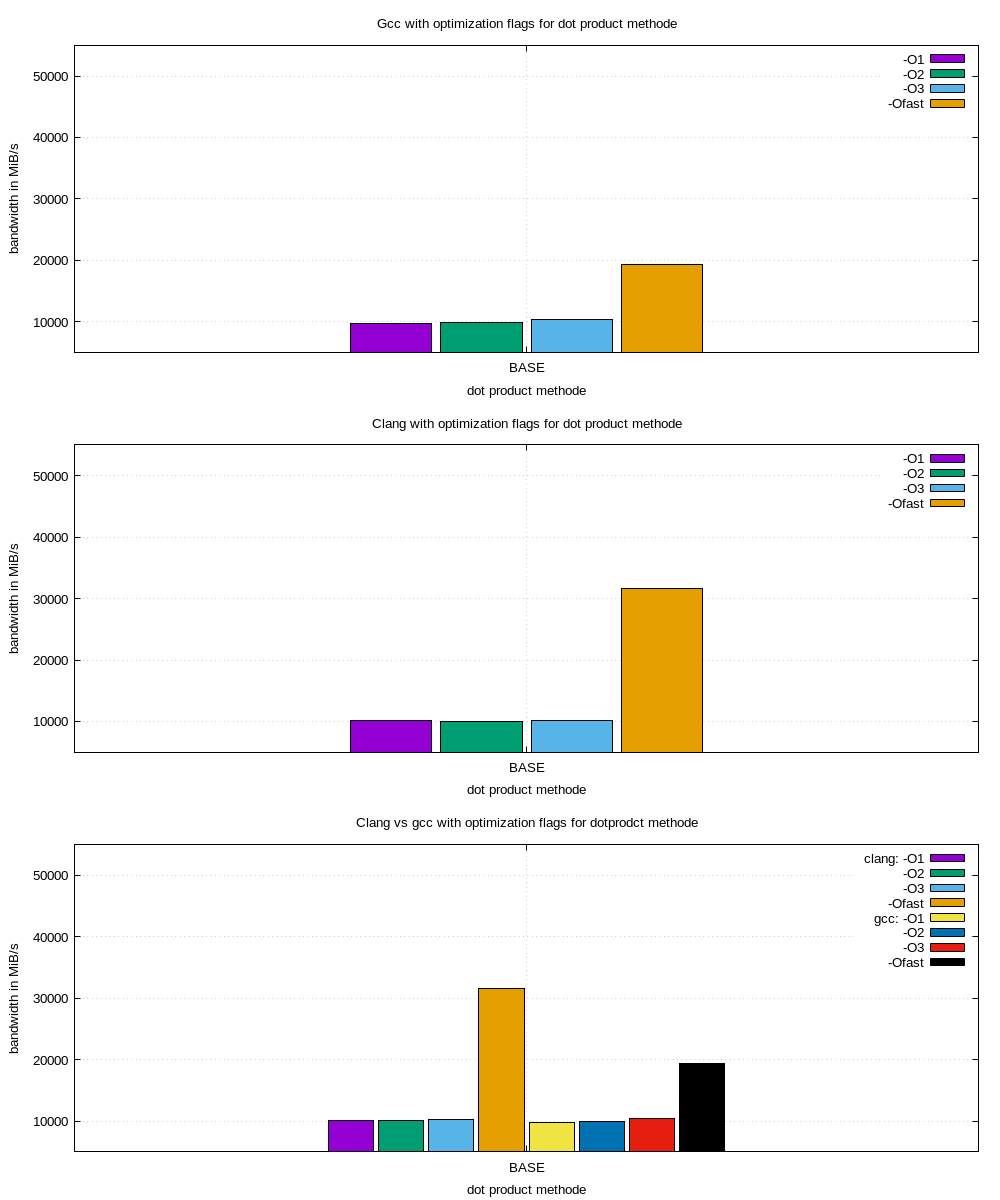 Gcc with optimization flags for dot product methode
-O1
-O2
-O3
-Ofast
50000
40000
30000
20000
10000
bandwidth in MiB/s
BASE
dot product methode
Clang with optimization flags for dot product methode
-O1
-O2
-O3
-Ofast
50000
40000
30000
20000
10000
bandwidth in MiB/s
BASE
dot product methode
Clang vs gcc with optimization flags for dotprodct methode
clang: -O1
-O2
-O3
-Ofast
gcc: -O1
-O2
-O3
-Ofast
50000
40000
30000
20000
10000
bandwidth in MiB/s
BASE
dot product methode